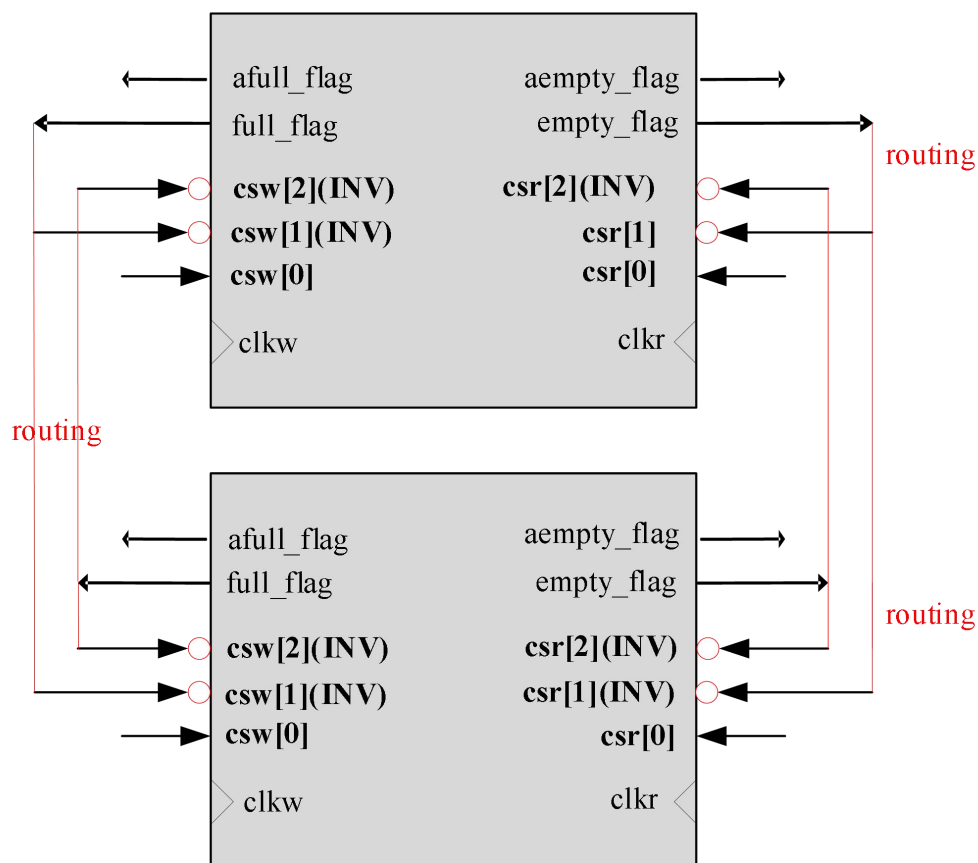 afull_flag aempty_flag
full_flag empty_flag
routing
csw[2](INV) csr[2](INV)
csw[1](INV) csr[1]
csw[0] csr[0]
clkw clkr
routing
afull_flag aempty_flag
full_flag empty_flag
routing
csw[2](INV) csr[2](INV)
csw[1](INV) csr[1](INV)
csw[0] csr[0]
clkw clkr